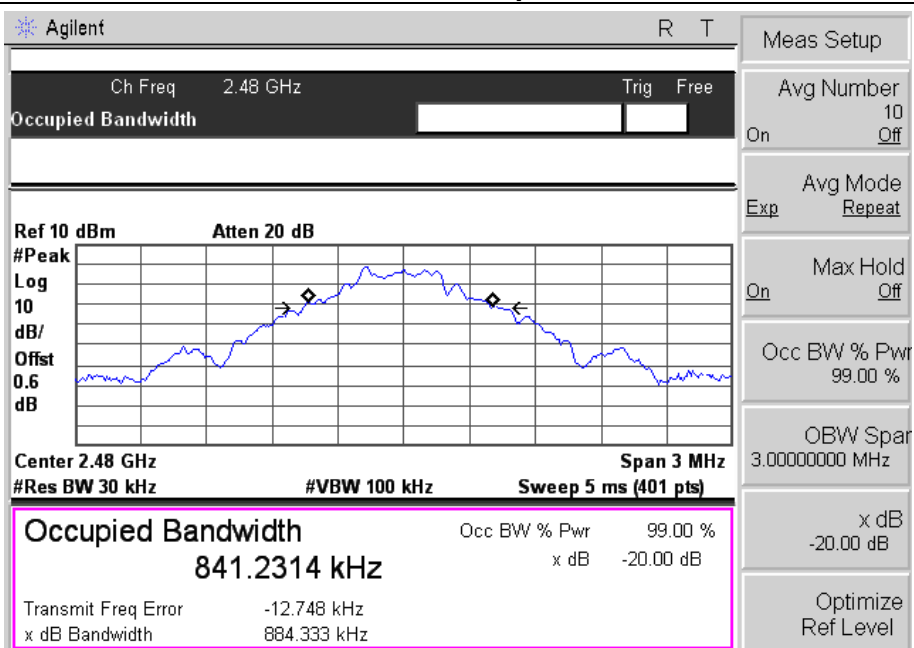 Agilent R T
Ch Freq 2.48 GHz Trig Free
Occupied Bandwidth
Ref 10 dBm Atten 20 dB
#Peak
Log
10
dB/
Offst
0.6
dB
Center 2.48 GHz Span 3 MHz
#Res BW 30 kHz #VBW 100 kHz Sweep 5 ms (401 pts)
Occupied Bandwidth Occ BW % Pwr 99.00 %
841.2314 kHz x dB -20.00 dB
Transmit Freq Error -12.748 kHz
x dB Bandwidth 884.333 kHz
Meas Setup
Avg Number
10
On Off
Avg Mode
Exp Repeat
Max Hold
On Off
Occ BW % Pwr
99.00 %
OBW Span
3.00000000 MHz
x dB
-20.00 dB
Optimize
Ref Level